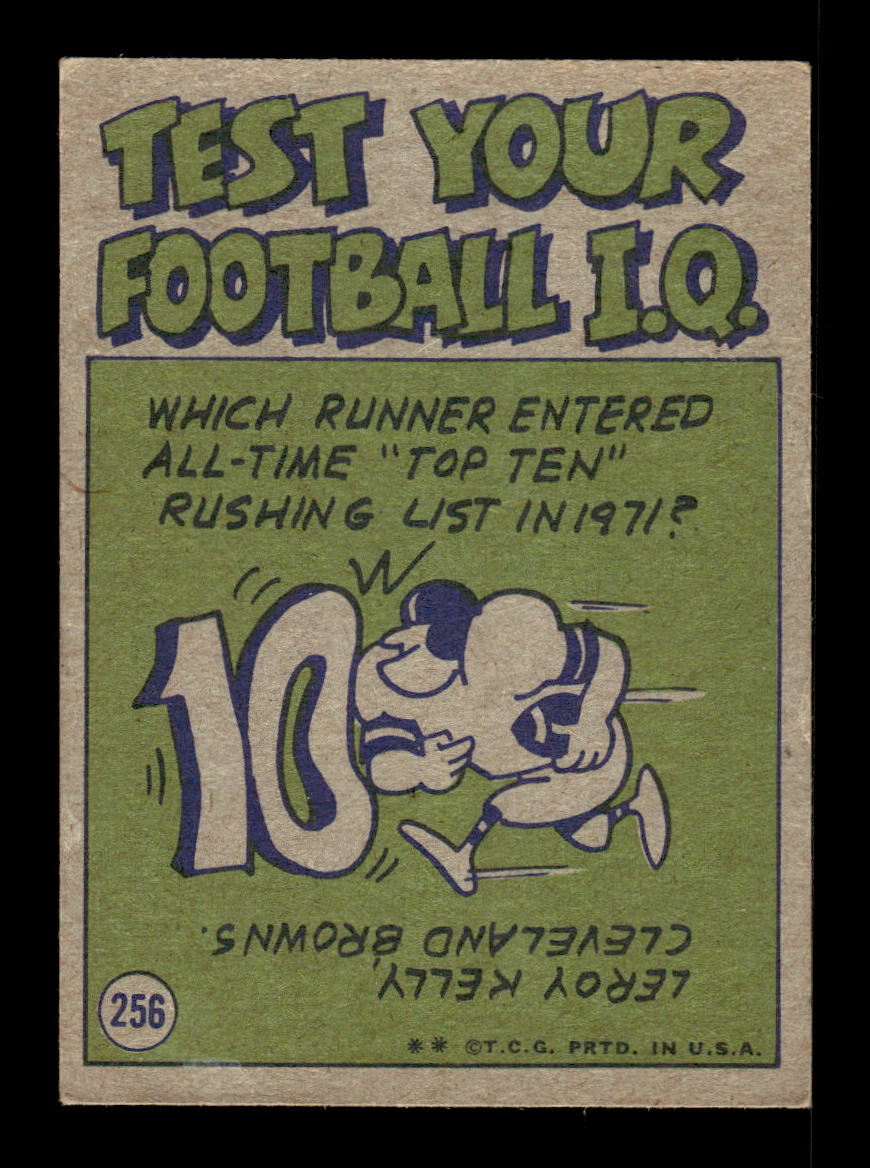 TEST YOUR
FOOTBALL I.Q.
WHICH RUNNER ENTERED
ALL-TIME "TOP TEN"
RUSHING LIST IN 1971?
10
LEROY KELLY,
CLEVELAND BROWNS.
256
** ©T.C.G. PRTD. IN U.S.A.